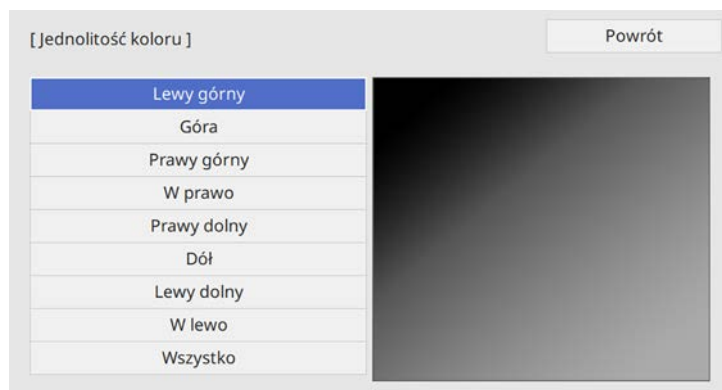 [ Jednolitość koloru ]
Powrót
Lewy górny
Góra
Prawy górny
W prawo
Prawy dolny
Dół
Lewy dolny
W lewo
Wszystko